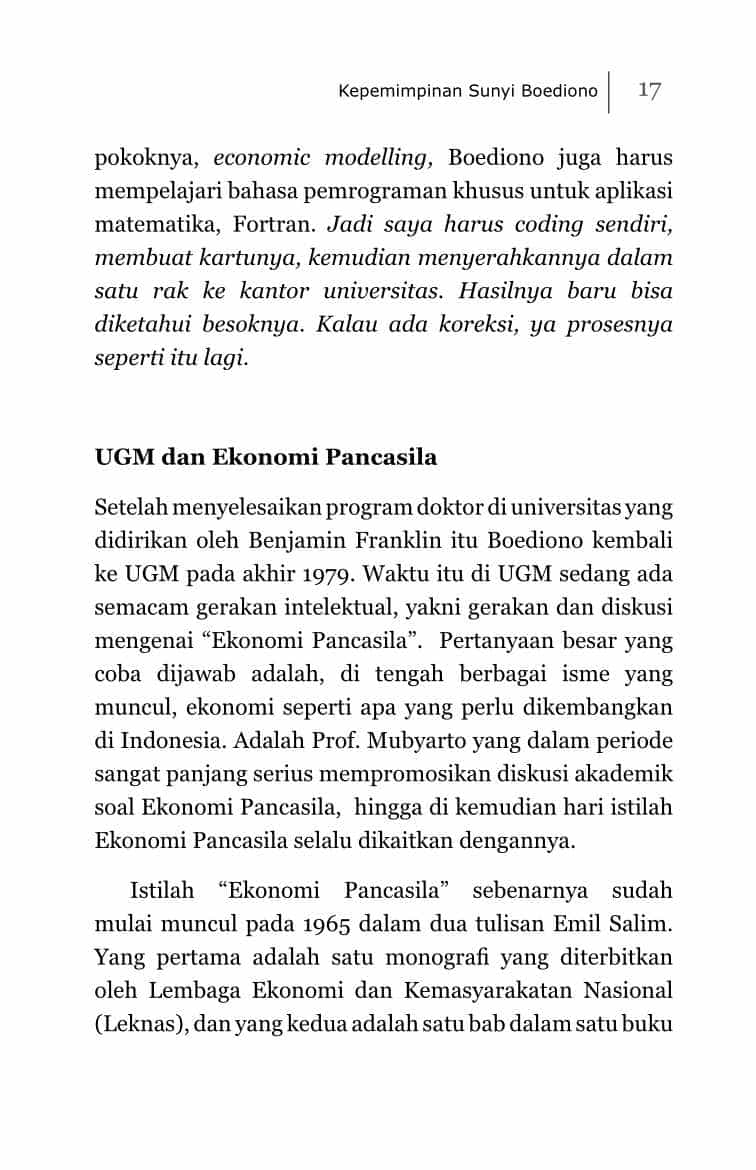 Kepemimpinan Sunyi Boediono 17
pokoknya, economic modelling, Boediono juga harus
mempelajari bahasa pemrograman khusus untuk aplikasi
matematika, Fortran. Jadi saya harus coding sendiri,
membuat kartunya, kemudian menyerahkannya dalam
satu rak ke kantor universitas. Hasilnya baru bisa
diketahui besoknya. Kalau ada koreksi, ya prosesnya
seperti itu lagi.
UGM dan Ekonomi Pancasila
Setelah menyelesaikan program doktor di universitas yang
didirikan oleh Benjamin Franklin itu Boediono kembali
ke UGM pada akhir 1979. Waktu itu di UGM sedang ada
semacam gerakan intelektual, yakni gerakan dan diskusi
mengenai “Ekonomi Pancasila”. Pertanyaan besar yang
coba dijawab adalah, di tengah berbagai isme yang
muncul, ekonomi seperti apa yang perlu dikembangkan
di Indonesia. Adalah Prof. Mubyarto yang dalam periode
sangat panjang serius mempromosikan diskusi akademik
soal Ekonomi Pancasila, hingga di kemudian hari istilah
Ekonomi Pancasila selalu dikaitkan dengannya.
Istilah “Ekonomi Pancasila” sebenarnya sudah
mulai muncul pada 1965 dalam dua tulisan Emil Salim.
Yang pertama adalah satu monografi yang diterbitkan
oleh Lembaga Ekonomi dan Kemasyarakatan Nasional
(Leknas), dan yang kedua adalah satu bab dalam satu buku